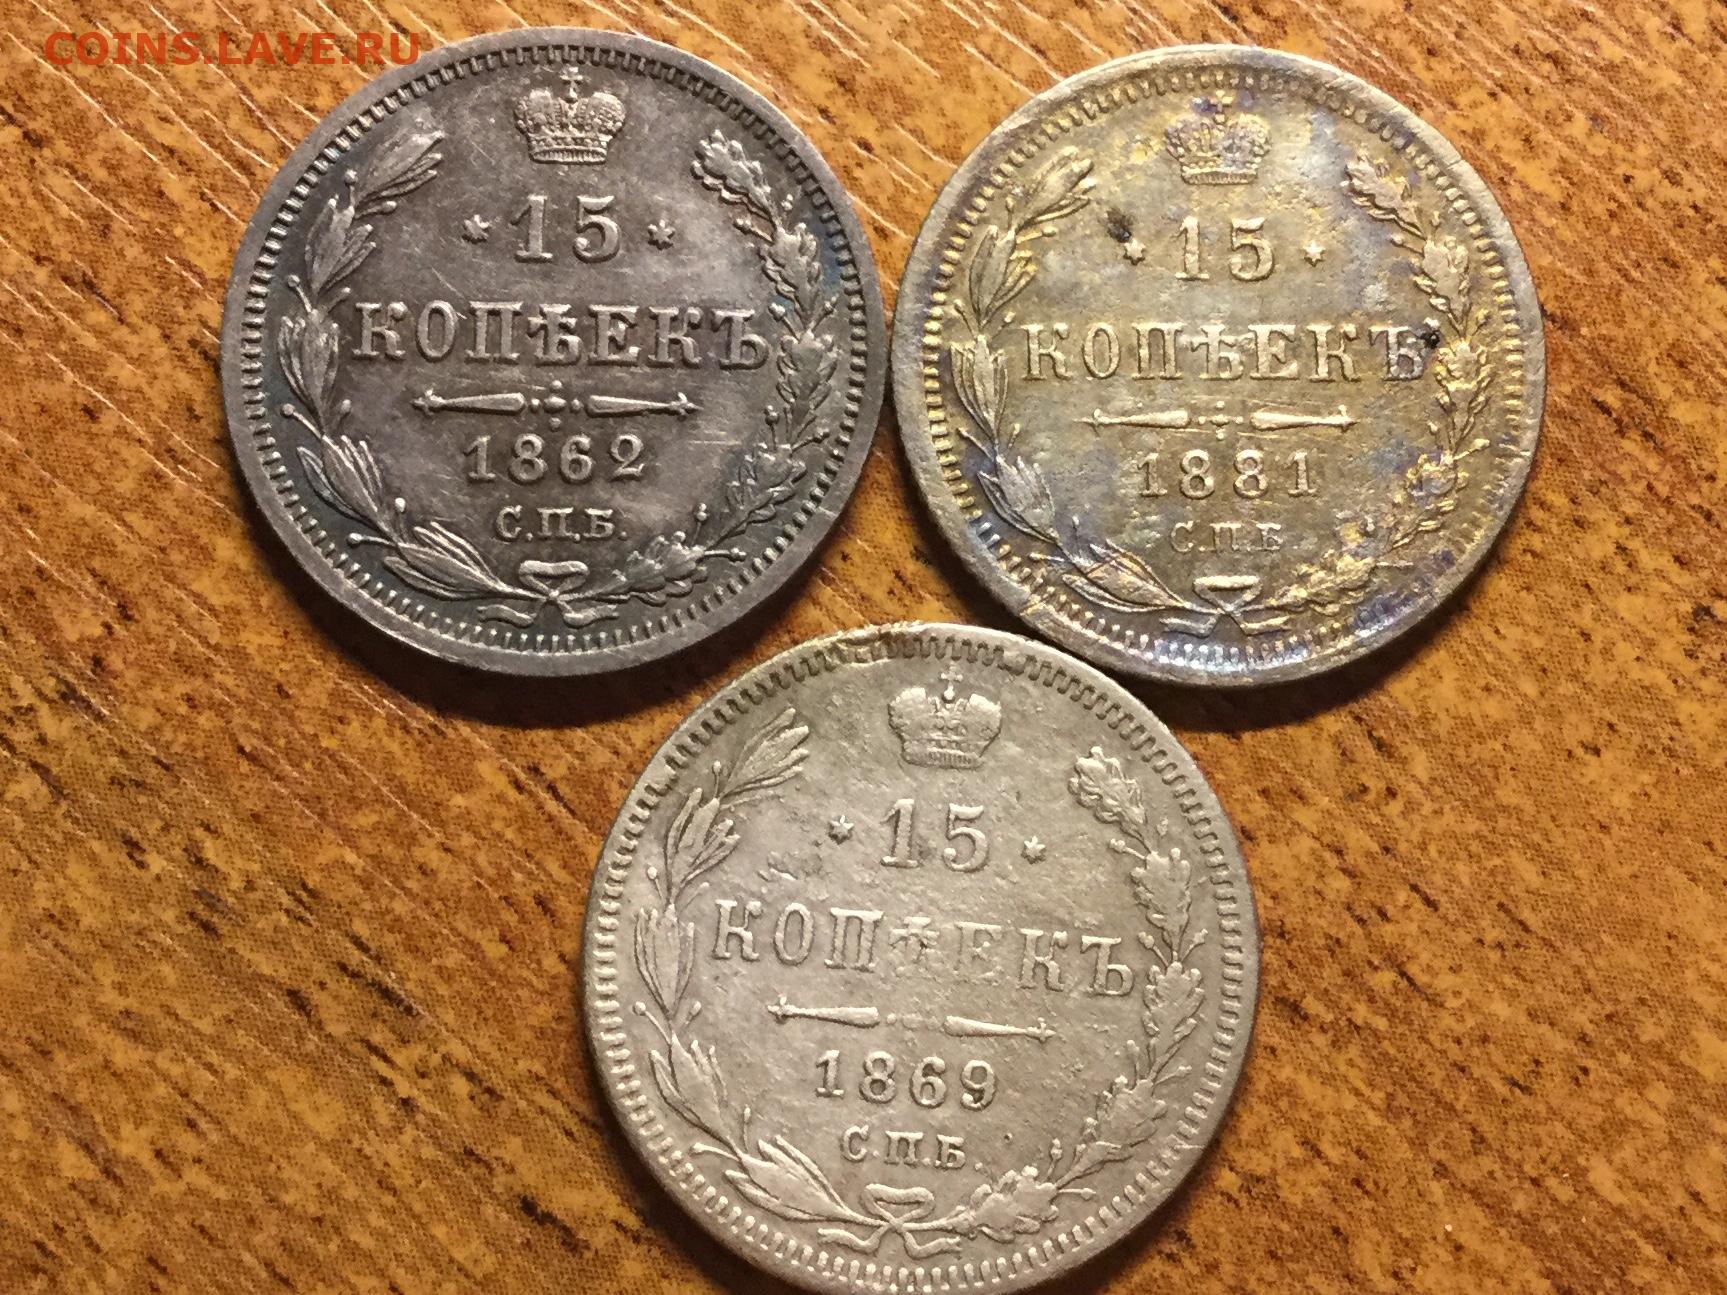 COINS.LAVE.RU
* 15 *
КОПѢЕКЪ
1862
С.П.Б.
* 15 *
КОПѢЕКЪ
1881
С.П.Б.
* 15 *
КОПѢЕКЪ
1869
С.П.Б.